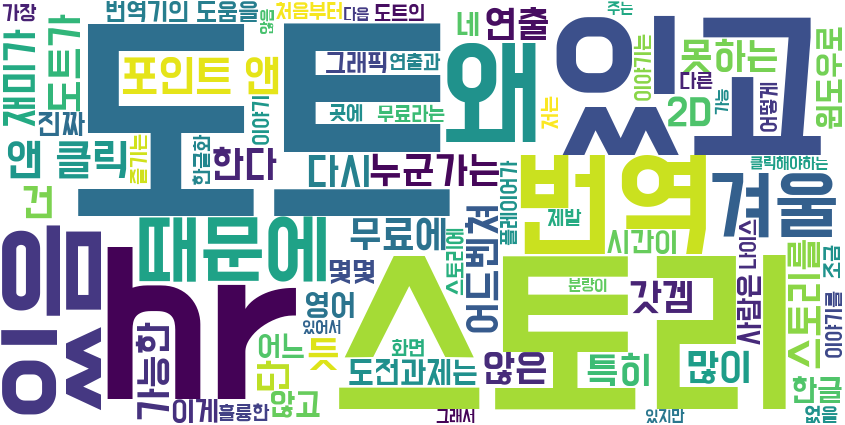 가장
번역기의 도움을
않을
처음부터
다음
도트의
네
연출
주는
재미가
도트가
도트
포인트 앤
그래픽
연출과
왜
있고
못하는
이야기는
다른
2D
가능
어떻게
윈도우로
진짜
곳에
무료라는
이야기
저는
앤 클릭
즐기는
한글화
한다
다시
누군가는
플레이어가
번역
클릭해야하는
겨울
건
때문에
무료에
스토리에
어드벤쳐
제발
시간이
나이스
사람은
스토리를
조금
이야기를
있음
hr
몇몇
영어
있어서
스토리
분량이
갓겜
가능한
어느
듯
화면
단
도전과제는
않은
특히
많이
한글
이게
훌륭한
않고
그래서
있지만
없을